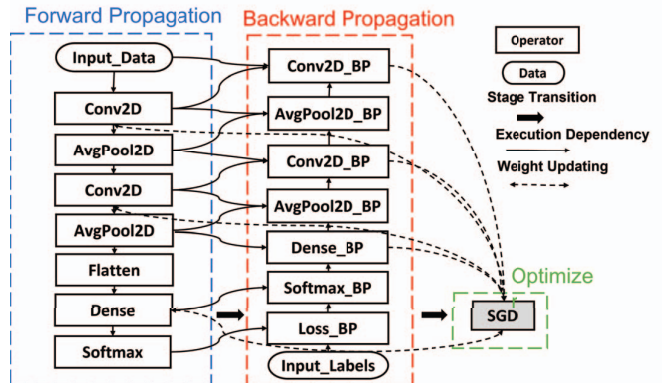 Forward Propagation
Input_Data
Conv2D
AvgPool2D
Conv2D
AvgPool2D
Flatten
Dense
Softmax
Backward Propagation
Conv2D_BP
AvgPool2D_BP
Conv2D_BP
AvgPool2D_BP
Dense_BP
Softmax_BP
Loss_BP
Input_Labels
Operator
Data
Stage Transition
Execution Dependency
Weight Updating
Optimize
SGD